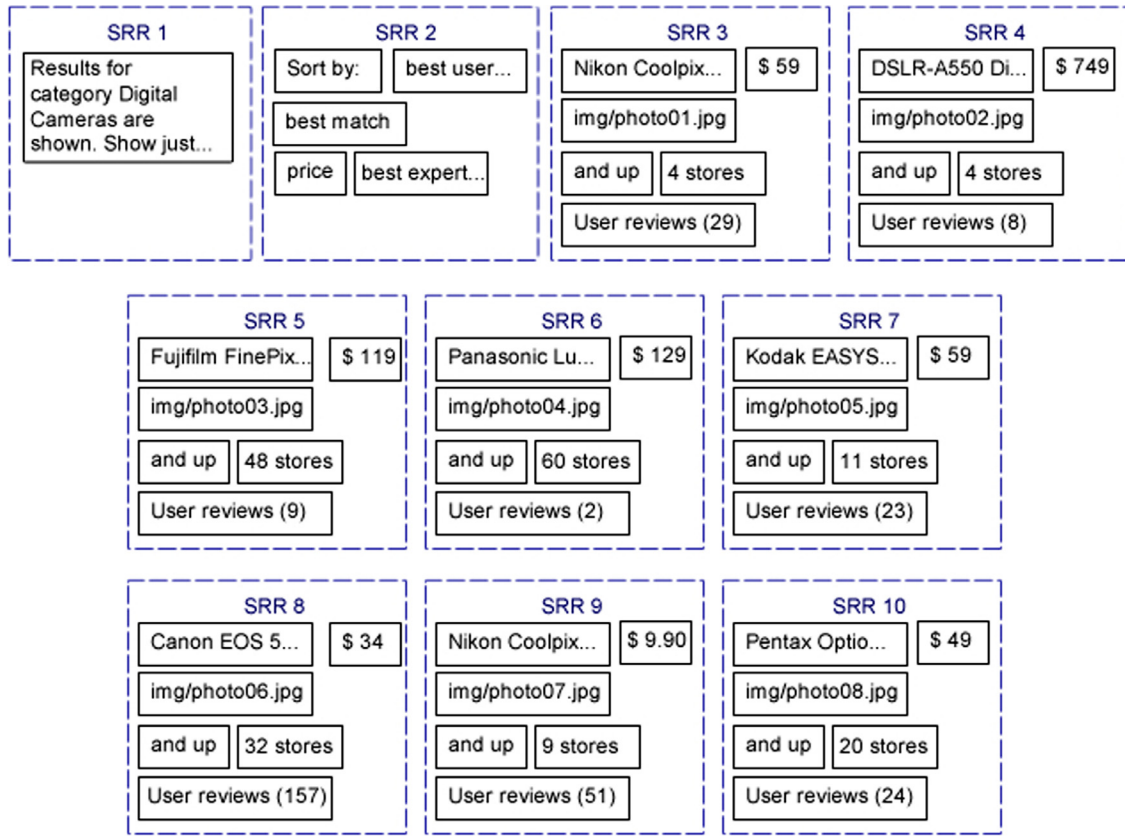 SRR 1
Results for
category Digital
Cameras are
shown. Show just...
SRR 2
Sort by:
best user...
best match
price
best expert...
SRR 3
Nikon Coolpix...
$ 59
img/photo01.jpg
and up
4 stores
User reviews (29)
SRR 4
DSLR-A550 Di...
$ 749
img/photo02.jpg
and up
4 stores
User reviews (8)
SRR 5
Fujifilm FinePix...
$ 119
img/photo03.jpg
and up
48 stores
User reviews (9)
SRR 6
Panasonic Lu...
$ 129
img/photo04.jpg
and up
60 stores
User reviews (2)
SRR 7
Kodak EASYS...
$ 59
img/photo05.jpg
and up
11 stores
User reviews (23)
SRR 8
Canon EOS 5...
$ 34
img/photo06.jpg
and up
32 stores
User reviews (157)
SRR 9
Nikon Coolpix...
$ 9.90
img/photo07.jpg
and up
9 stores
User reviews (51)
SRR 10
Pentax Optio...
$ 49
img/photo08.jpg
and up
20 stores
User reviews (24)